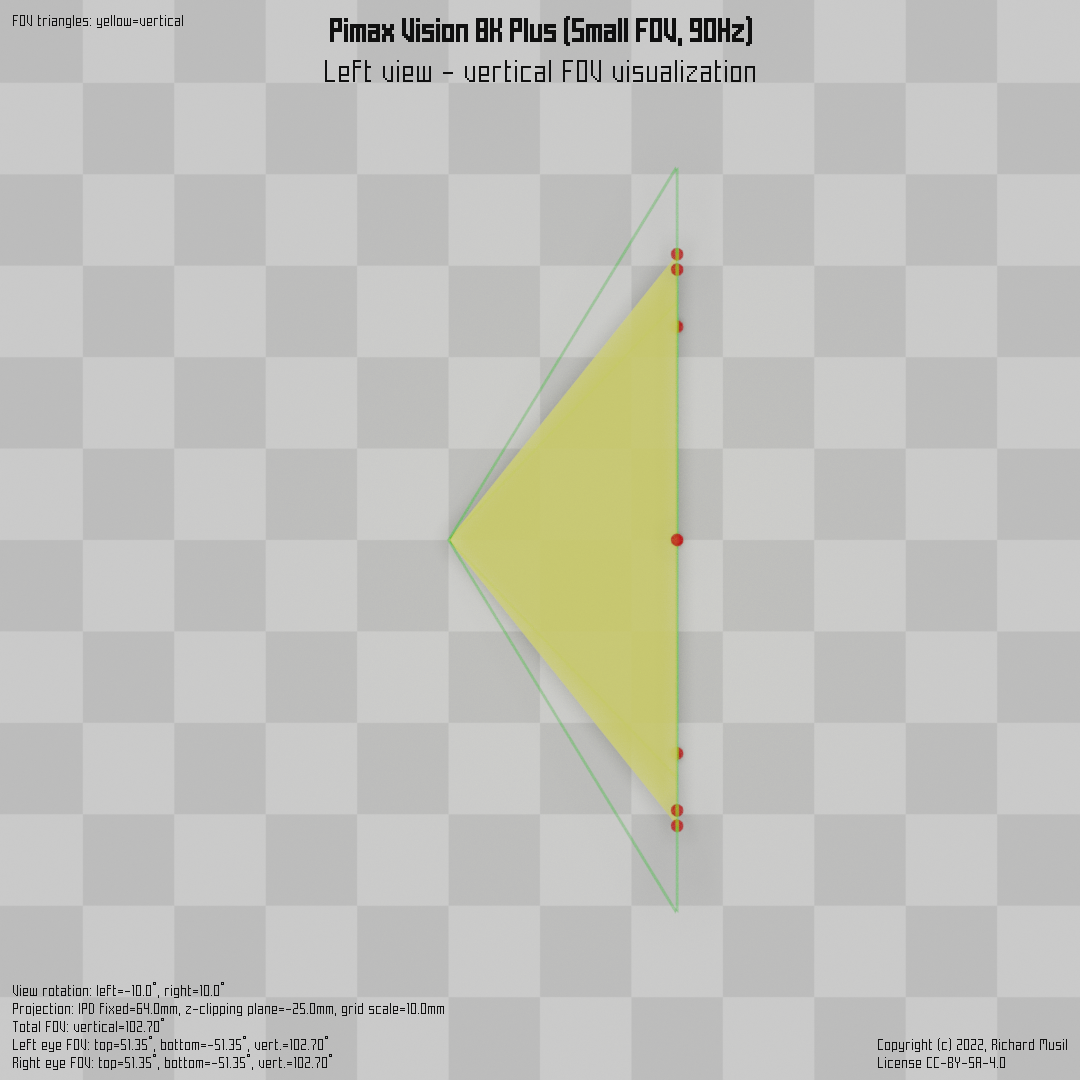 FOV triangles: yellow=vertical
Pimax Vision 8K Plus (Small FOV, 90Hz)
Left view - vertical FOV visualization
View rotation: left=-10.0°, right=10.0°
Projection: IPD fixed=64.0mm, z-clipping plane=-25.0mm, grid scale=10.0mm
Total FOV: vertical=102.70°
Left eye FOV: top=51.35°, bottom=-51.35°, vert.=102.70°
Right eye FOV: top=51.35°, bottom=-51.35°, vert.=102.70°
Copyright (c) 2022, Richard Musil
License CC-BY-SA-4.0